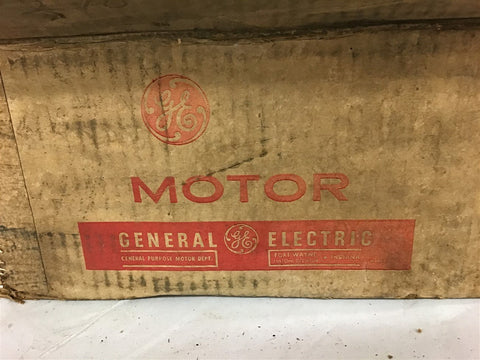 GE
MOTOR
GENERAL GE ELECTRIC
GENERAL PURPOSE MOTOR DEPT.
FORT WAYNE INDIANA